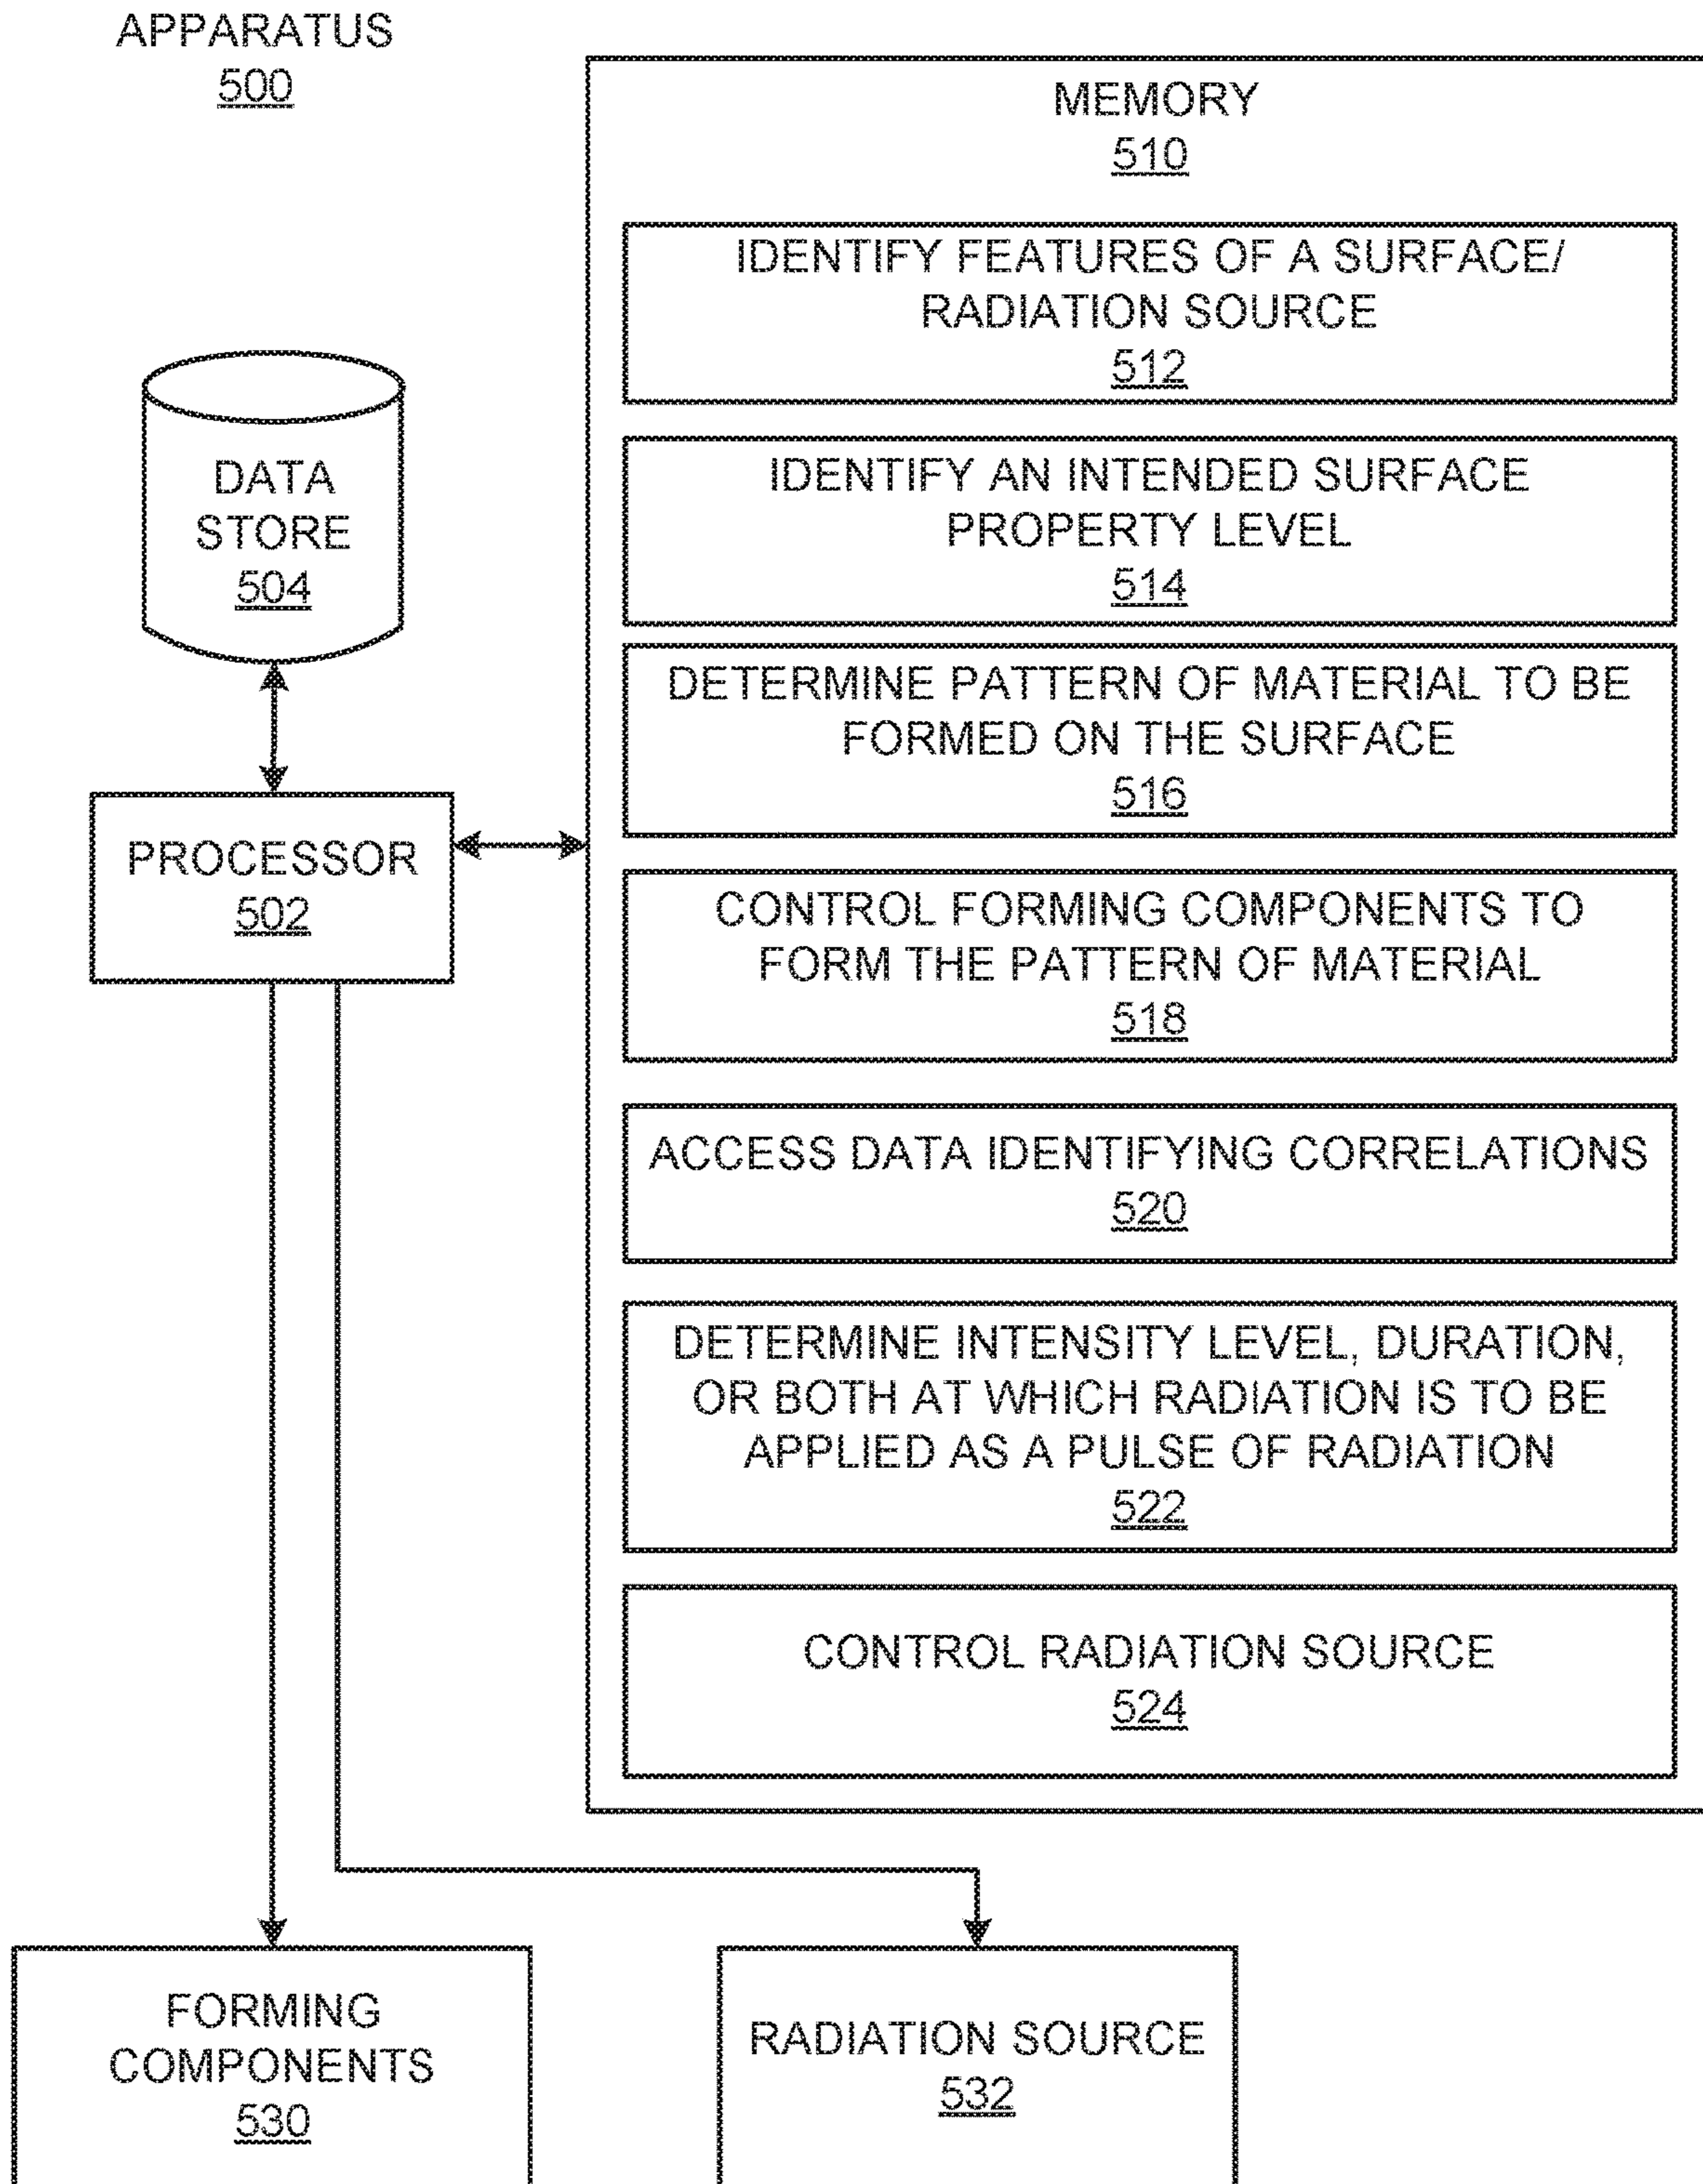 APPARATUS
500
MEMORY
510
IDENTIFY FEATURES OF A SURFACE/
RADIATION SOURCE
512
IDENTIFY AN INTENDED SURFACE
PROPERTY LEVEL
514
DETERMINE PATTERN OF MATERIAL TO BE
FORMED ON THE SURFACE
516
CONTROL FORMING COMPONENTS TO
FORM THE PATTERN OF MATERIAL
518
ACCESS DATA IDENTIFYING CORRELATIONS
520
DETERMINE INTENSITY LEVEL, DURATION,
OR BOTH AT WHICH RADIATION IS TO BE
APPLIED AS A PULSE OF RADIATION
522
CONTROL RADIATION SOURCE
524
DATA
STORE
504
PROCESSOR
502
FORMING
COMPONENTS
530
RADIATION SOURCE
532